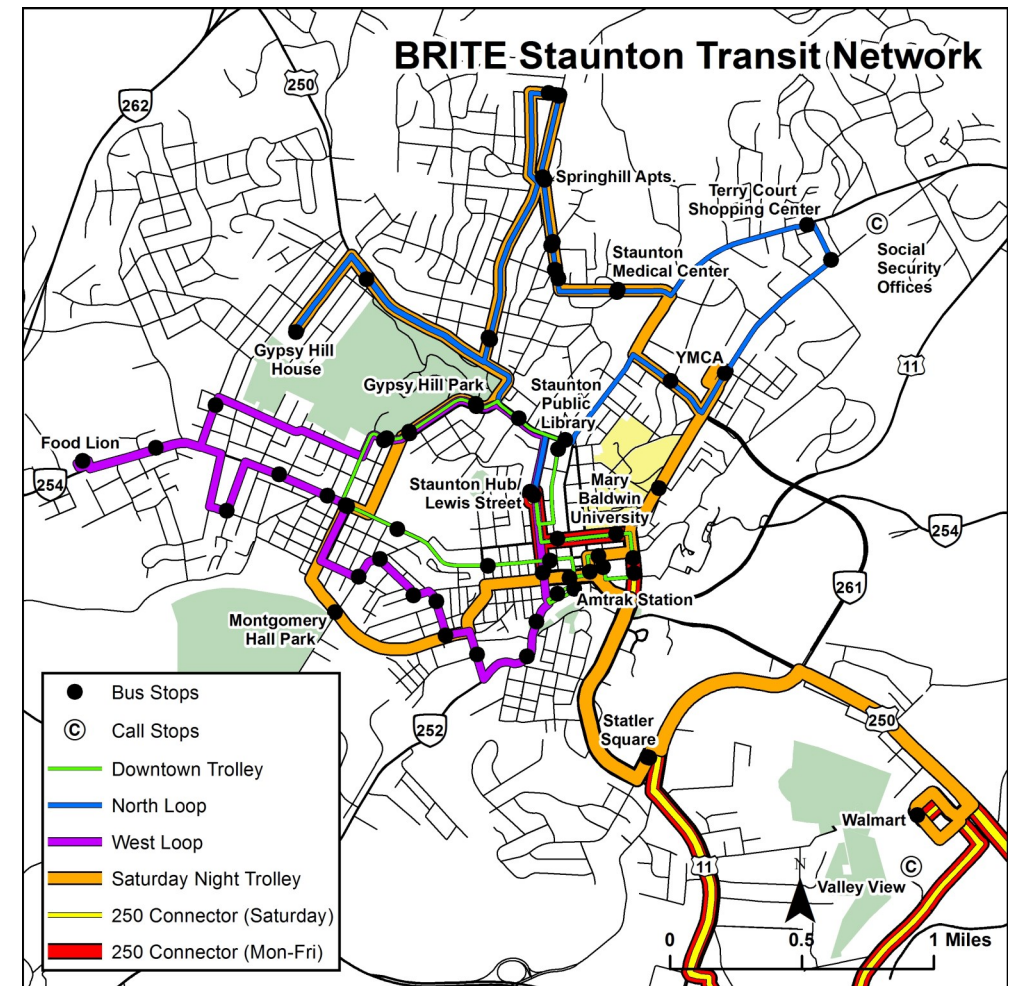 BRITE Staunton Transit Network
250
262
Springhill Apts.
Terry Court
Shopping Center
C
Social
Security
Offices
Staunton
Medical Center
11
Gypsy Hill
House
YMCA
Gypsy Hill Park
Staunton
Public
Library
Food Lion
254
Staunton Hub/
Lewis Street
Mary
Baldwin
University
254
261
Amtrak Station
Montgomery
Hall Park
252
Statler
Square
250
Walmart
11
C
Valley View
N
0
0.5
1 Miles
Bus Stops
C
Call Stops
Downtown Trolley
North Loop
West Loop
Saturday Night Trolley
250 Connector (Saturday)
250 Connector (Mon-Fri)